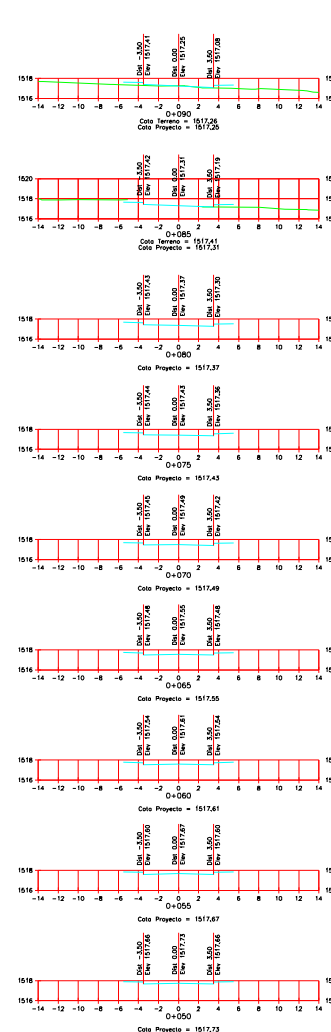 Dist -3.50
Elev 1517.41
Dist 0.00
Elev 1517.25
Dist 3.50
Elev 1517.08
1518
1516
-14 -12 -10 -8 -6 -4 -2 0 2 4 6 8 10 12 14
0+090
Cota Terreno = 1517.26
Cota Proyecto = 1517.25
Dist -3.50
Elev 1517.42
Dist 0.00
Elev 1517.31
Dist 3.50
Elev 1517.19
1520
1518
1516
-14 -12 -10 -8 -6 -4 -2 0 2 4 6 8 10 12 14
0+085
Cota Terreno = 1517.41
Cota Proyecto = 1517.31
Dist -3.50
Elev 1517.43
Dist 0.00
Elev 1517.37
Dist 3.50
Elev 1517.30
1518
1516
-14 -12 -10 -8 -6 -4 -2 0 2 4 6 8 10 12 14
0+080
Cota Proyecto = 1517.37
Dist -3.50
Elev 1517.44
Dist 0.00
Elev 1517.43
Dist 3.50
Elev 1517.36
1518
1516
-14 -12 -10 -8 -6 -4 -2 0 2 4 6 8 10 12 14
0+075
Cota Proyecto = 1517.43
Dist -3.50
Elev 1517.45
Dist 0.00
Elev 1517.49
Dist 3.50
Elev 1517.42
1518
1516
-14 -12 -10 -8 -6 -4 -2 0 2 4 6 8 10 12 14
0+070
Cota Proyecto = 1517.49
Dist -3.50
Elev 1517.48
Dist 0.00
Elev 1517.55
Dist 3.50
Elev 1517.48
1518
1516
-14 -12 -10 -8 -6 -4 -2 0 2 4 6 8 10 12 14
0+065
Cota Proyecto = 1517.55
Dist -3.50
Elev 1517.54
Dist 0.00
Elev 1517.61
Dist 3.50
Elev 1517.54
1518
1516
-14 -12 -10 -8 -6 -4 -2 0 2 4 6 8 10 12 14
0+060
Cota Proyecto = 1517.61
Dist -3.50
Elev 1517.60
Dist 0.00
Elev 1517.67
Dist 3.50
Elev 1517.60
1518
1516
-14 -12 -10 -8 -6 -4 -2 0 2 4 6 8 10 12 14
0+055
Cota Proyecto = 1517.67
Dist -3.50
Elev 1517.66
Dist 0.00
Elev 1517.73
Dist 3.50
Elev 1517.66
1518
1516
-14 -12 -10 -8 -6 -4 -2 0 2 4 6 8 10 12 14
0+050
Cota Proyecto = 1517.73